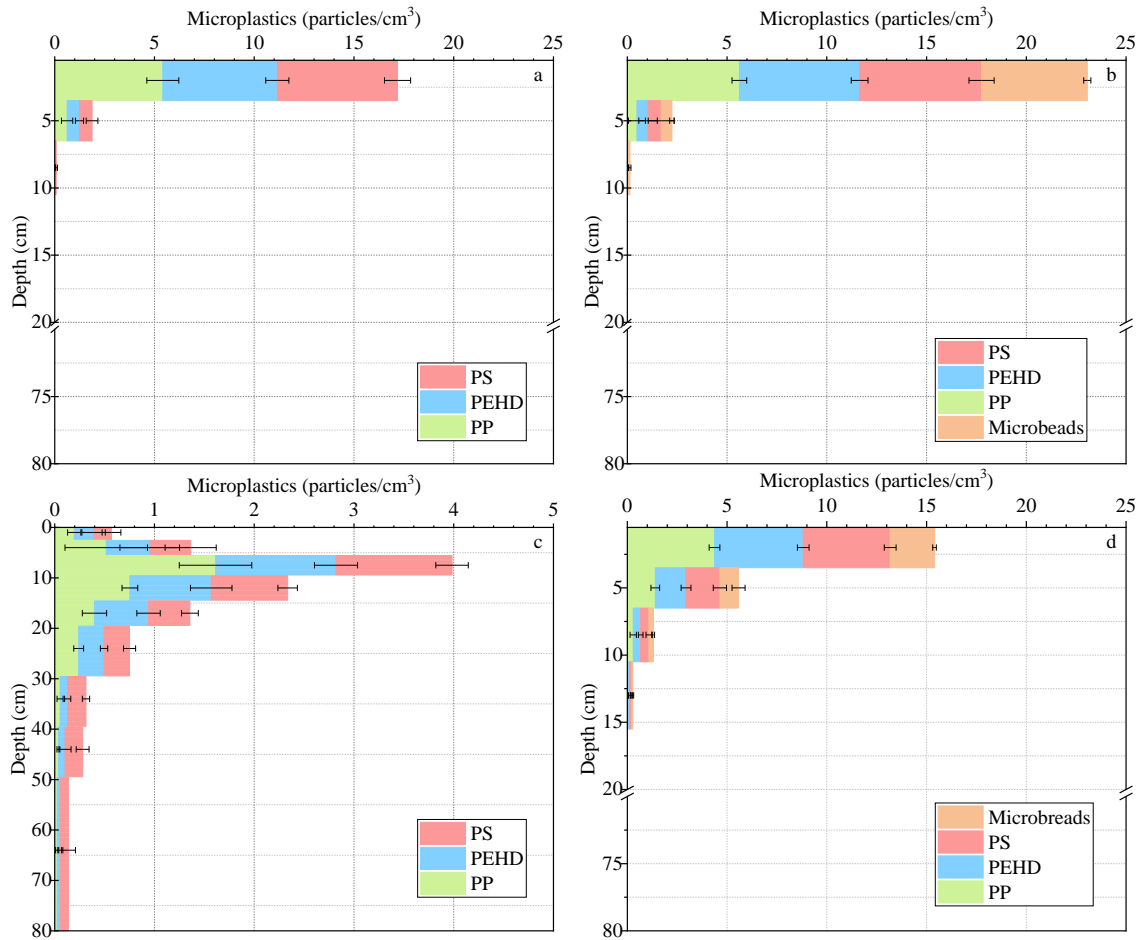 Microplastics (particles/cm³)
0 5 10 15 20 25
a
5
10
15
20
75
80
Depth (cm)
PS
PEHD
PP
Microplastics (particles/cm³)
0 5 10 15 20 25
b
5
10
15
20
75
80
Depth (cm)
PS
PEHD
PP
Microbeads
Microplastics (particles/cm³)
0 1 2 3 4 5
c
0
10
20
30
40
50
60
70
80
Depth (cm)
PS
PEHD
PP
Microplastics (particles/cm³)
0 5 10 15 20 25
d
5
10
15
20
75
80
Depth (cm)
Microbreads
PS
PEHD
PP